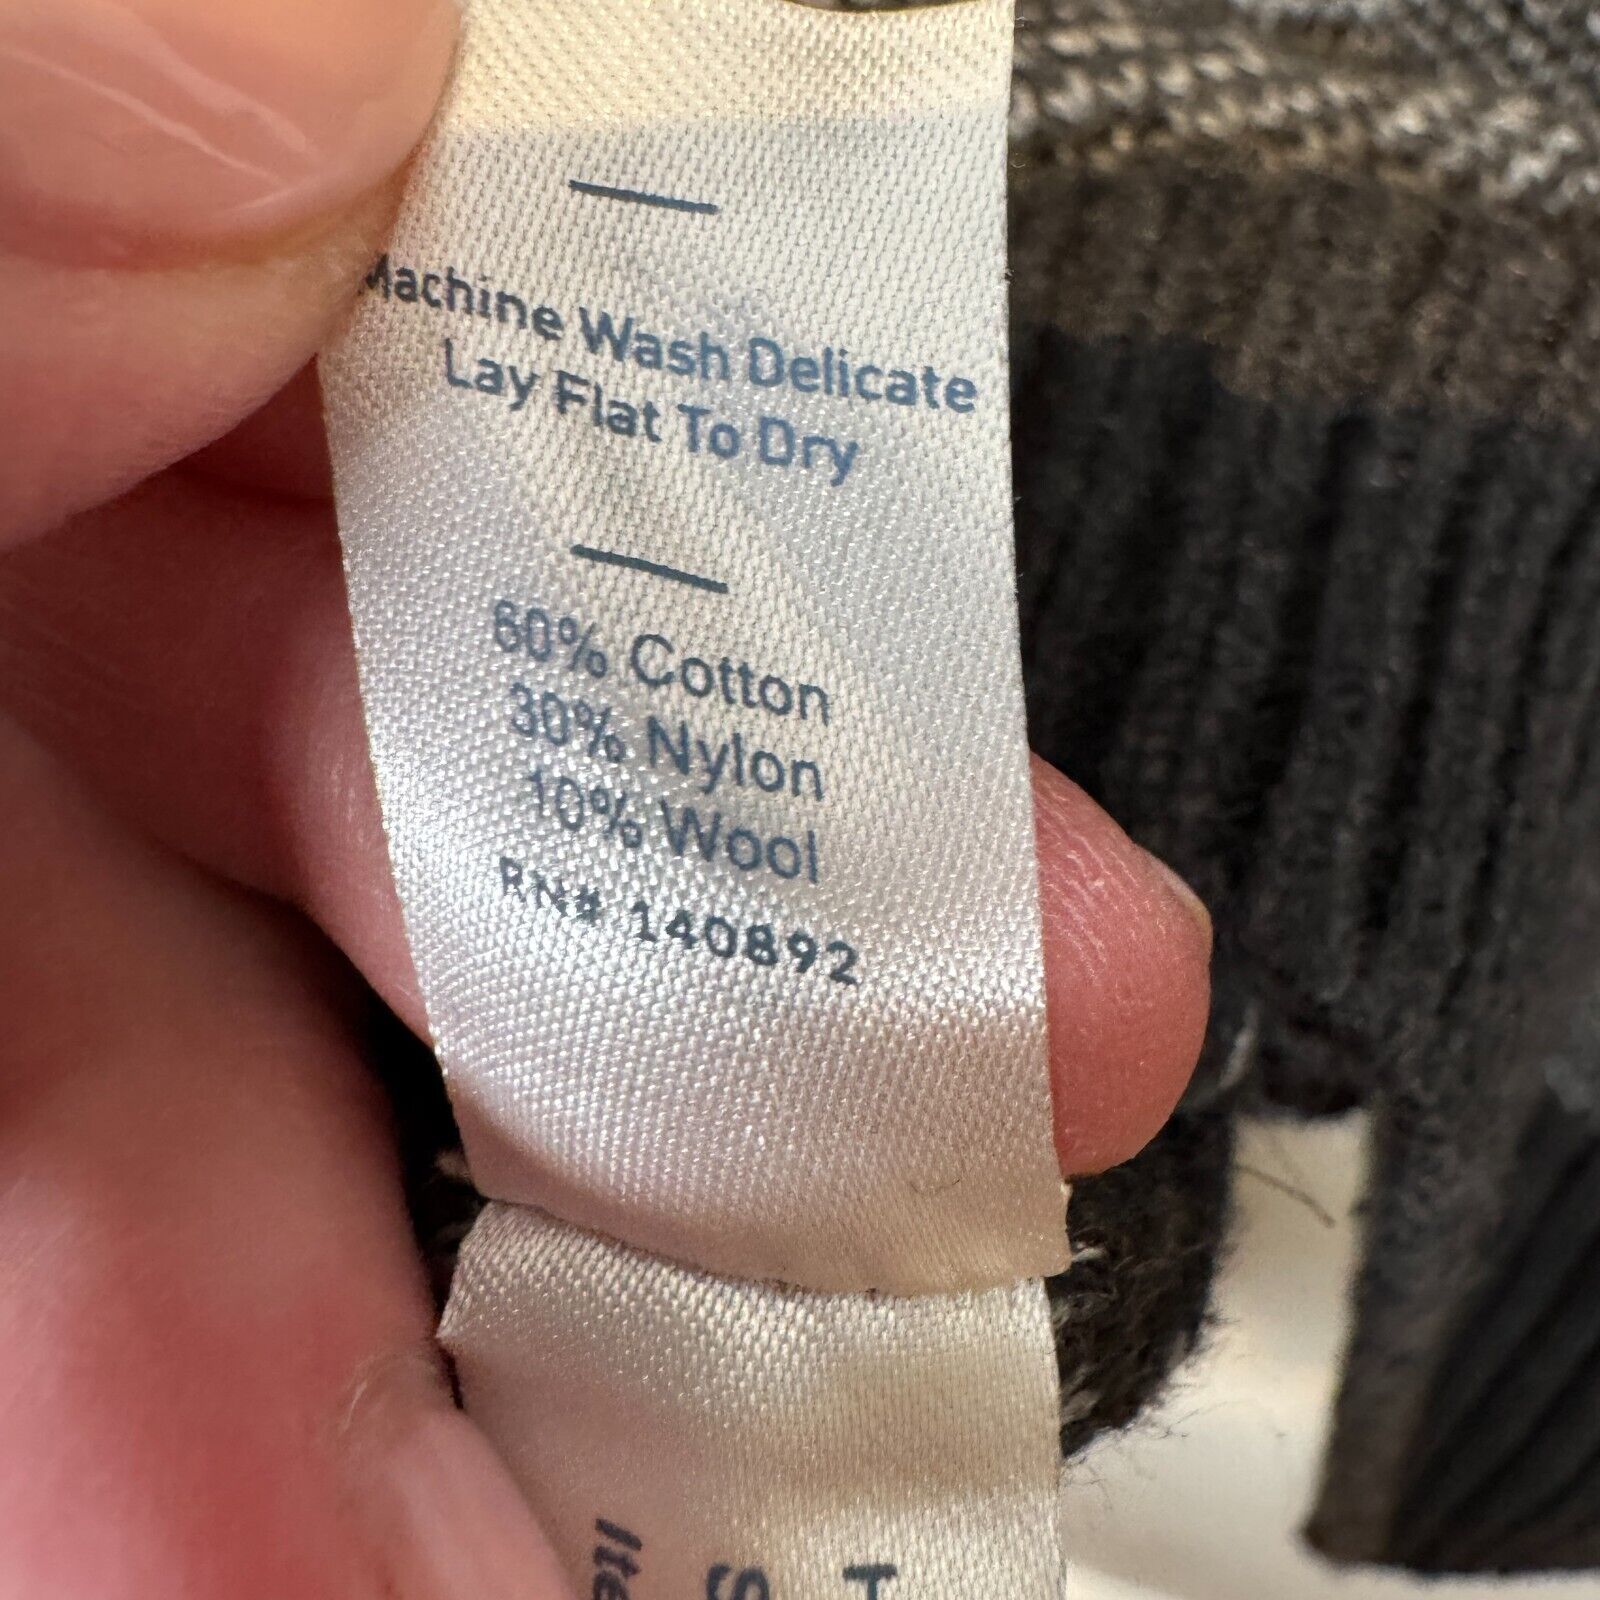 Machine Wash Delicate
Lay Flat To Dry
60% Cotton
30% Nylon
10% Wool
RN# 140892